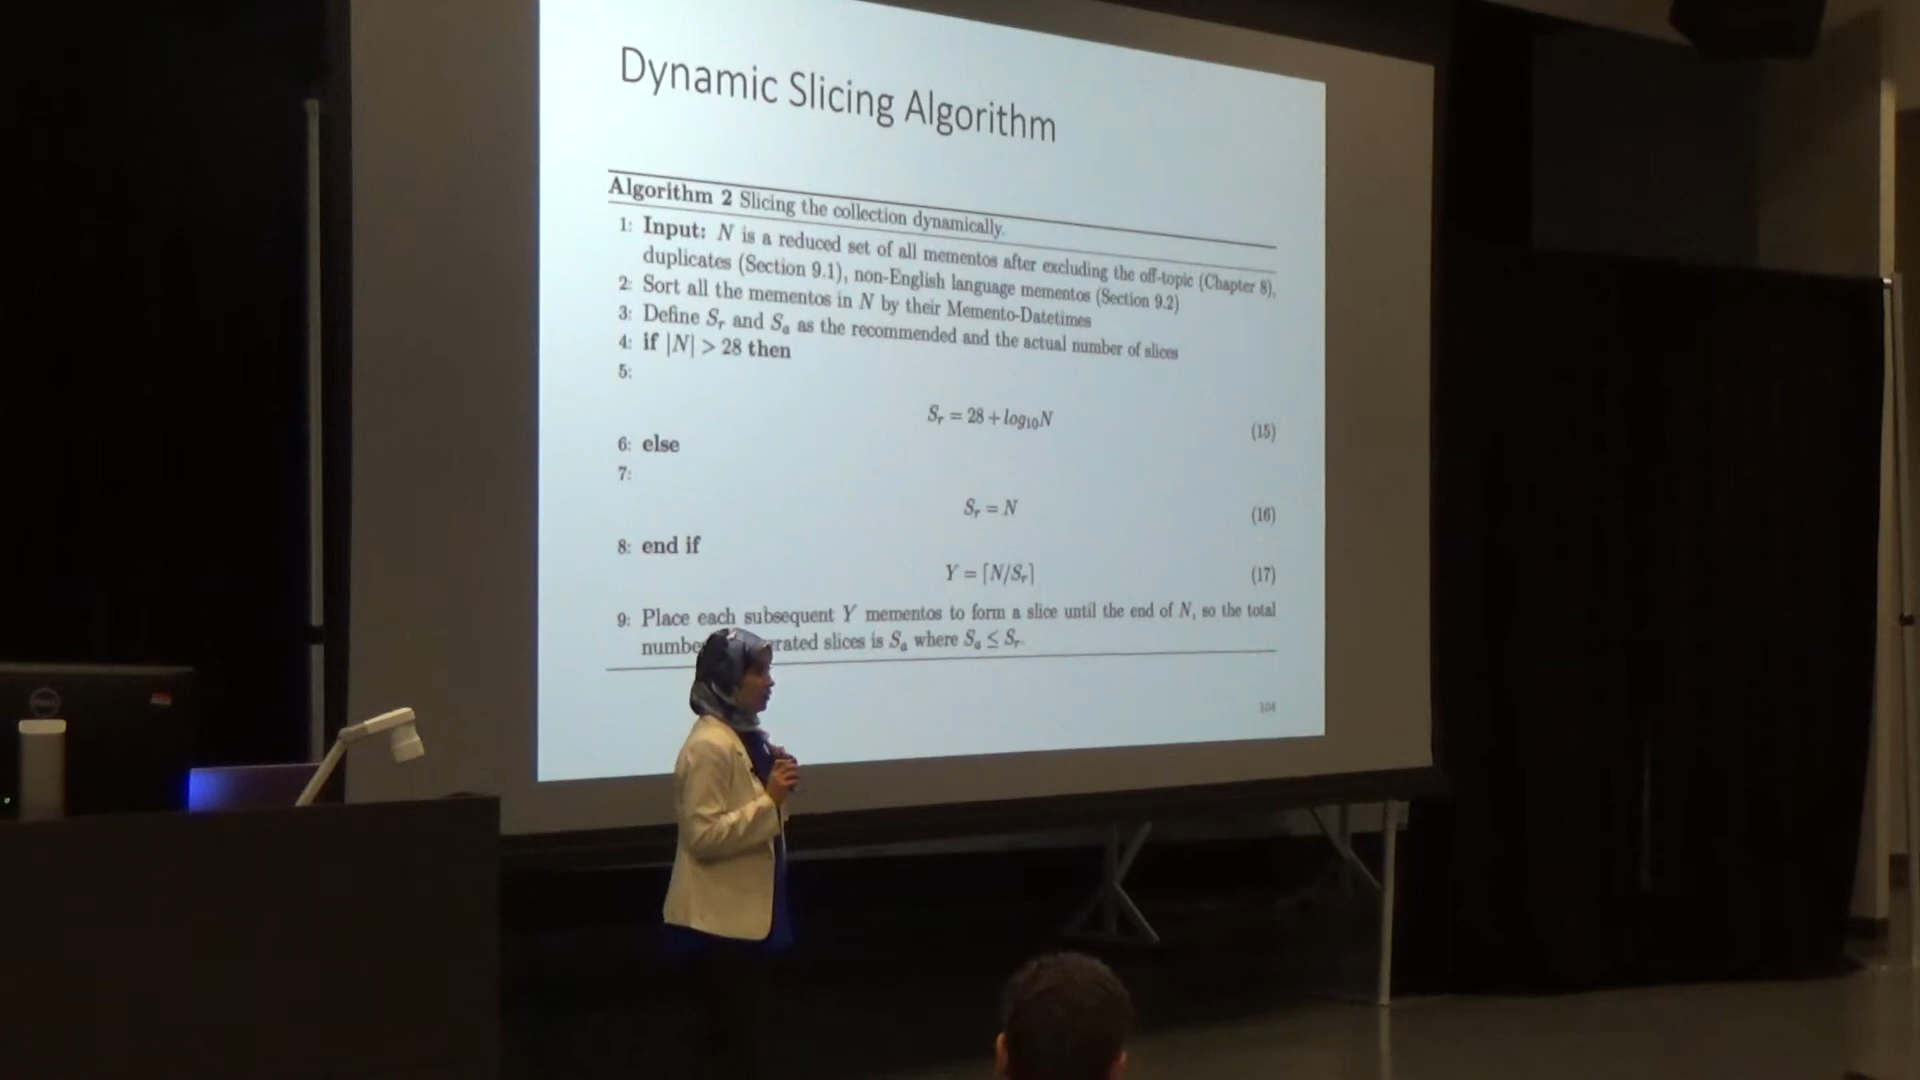 Dynamic Slicing Algorithm
Algorithm 2 Slicing the collection dynamically.
1: Input: N is a reduced set of all mementos after excluding the off-topic (Chapter 8),
duplicates (Section 9.1), non-English language mementos (Section 9.2)
2: Sort all the mementos in N by their Memento-Datetimes
3: Define Sᵣ and Sₐ as the recommended and the actual number of slices
4: if |N| > 28 then
5:
Sᵣ = 28 + log₁₀N (15)
6: else
7:
Sᵣ = N (16)
8: end if
Y = ⌈N/Sᵣ⌉ (17)
9: Place each subsequent Y mementos to form a slice until the end of N, so the total
slices is Sₐ where Sₐ ≤ Sᵣ.
104
DELL